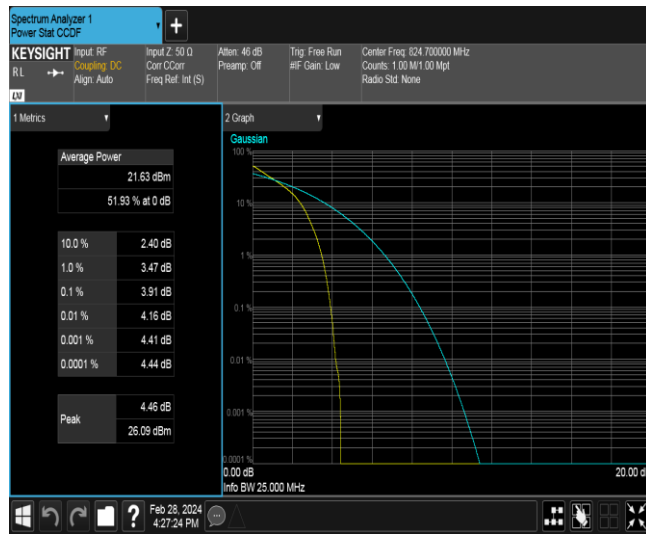 Spectrum Analyzer 1
Power Stat CCDF
+
KEYSIGHT
RL
LXI
Input: RF
Coupling: DC
Align: Auto
Input Z: 50 Ω
Corr CCorr
Freq Ref: Int (S)
Atten: 46 dB
Preamp: Off
Trig: Free Run
#IF Gain: Low
Center Freq: 824.700000 MHz
Counts: 1.00 M/1.00 Mpt
Radio Std: None
1 Metrics
Average Power
21.63 dBm
51.93 % at 0 dB
10.0 % 2.40 dB
1.0 % 3.47 dB
0.1 % 3.91 dB
0.01 % 4.16 dB
0.001 % 4.41 dB
0.0001 % 4.44 dB
Peak
4.46 dB
26.09 dBm
2 Graph
Gaussian
100 %
10 %
1 %
0.1 %
0.01 %
0.001 %
0.0001 %
0.00 dB
20.00 d
Info BW 25.000 MHz
?
Feb 28, 2024
4:27:24 PM